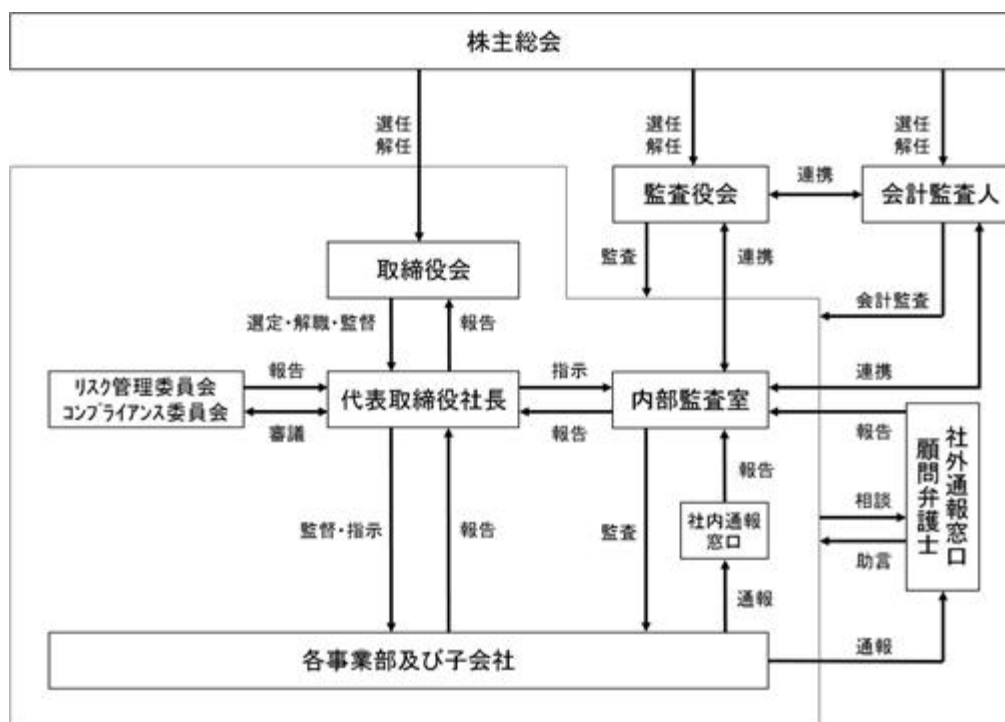 株主総会
選任
解任
選任
解任
選任
解任
監査役会
連携
会計監査人
取締役会
監査
連携
会計監査
選定・解職・監督
報告
リスク管理委員会
コンプライアンス委員会
報告
審議
代表取締役社長
指示
報告
内部監査室
連携
報告
社外通報窓口
顧問弁護士
監督・指示
報告
監査
報告
社内通報
窓口
相談
助言
通報
各事業部及び子会社
通報